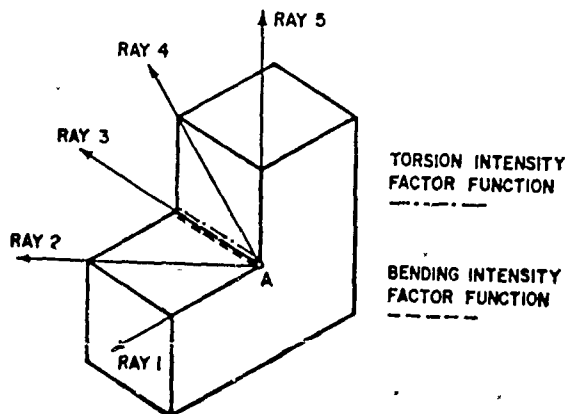 RAY 5
RAY 4
RAY 3
RAY 2
RAY 1
A
TORSION INTENSITY
FACTOR FUNCTION
BENDING INTENSITY
FACTOR FUNCTION